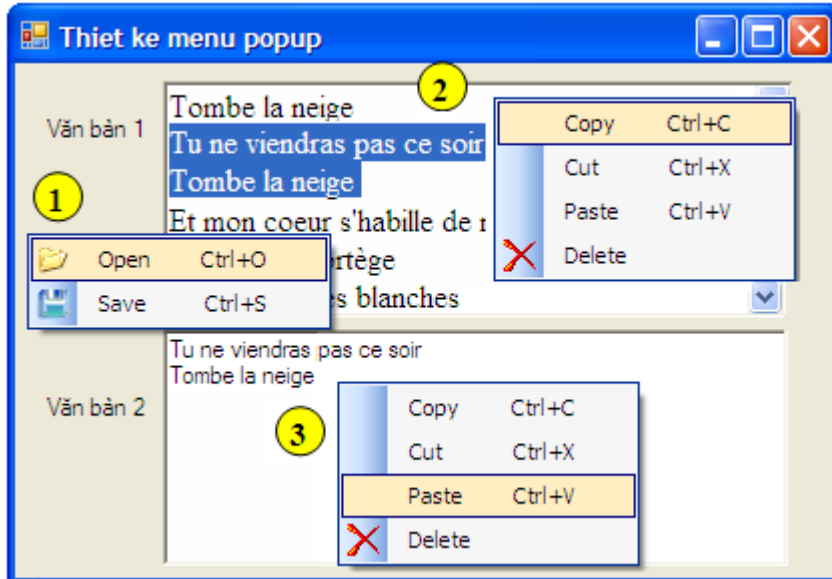 Thiet ke menu popup
Văn bản 1
Tombe la neige
Tu ne viendras pas ce soir
Tombe la neige
Et mon coeur s'habille de
2
Copy Ctrl+C
Cut Ctrl+X
Paste Ctrl+V
Delete
1
Open Ctrl+O
Save Ctrl+S
blanches
Văn bản 2
Tu ne viendras pas ce soir
Tombe la neige
3
Copy Ctrl+C
Cut Ctrl+X
Paste Ctrl+V
Delete